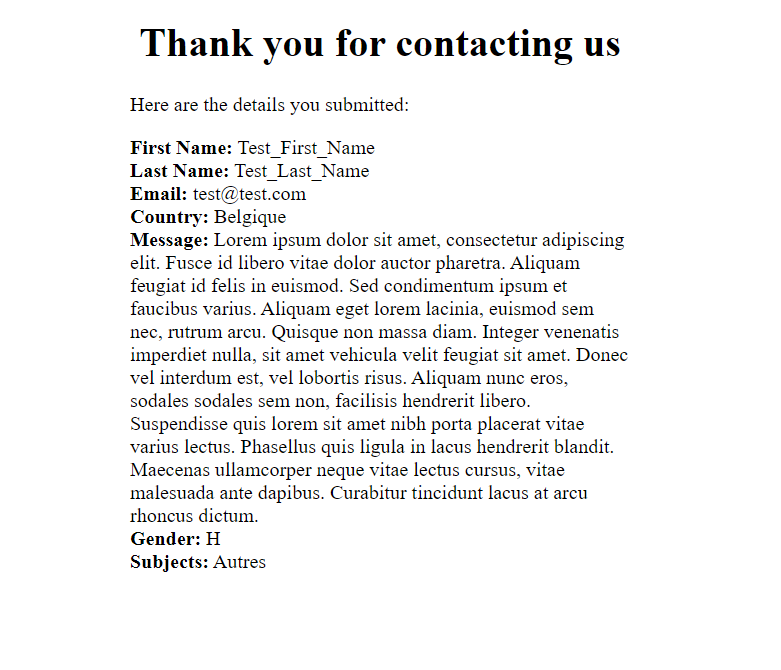 Thank you for contacting us
Here are the details you submitted:
First Name: Test_First_Name
Last Name: Test_Last_Name
Email: test@test.com
Country: Belgique
Message: Lorem ipsum dolor sit amet, consectetur adipiscing
elit. Fusce id libero vitae dolor auctor pharetra. Aliquam
feugiat id felis in euismod. Sed condimentum ipsum et
faucibus varius. Aliquam eget lorem lacinia, euismod sem
nec, rutrum arcu. Quisque non massa diam. Integer venenatis
imperdiet nulla, sit amet vehicula velit feugiat sit amet. Donec
vel interdum est, vel lobortis risus. Aliquam nunc eros,
sodales sodales sem non, facilisis hendrerit libero.
Suspendisse quis lorem sit amet nibh porta placerat vitae
varius lectus. Phasellus quis ligula in lacus hendrerit blandit.
Maecenas ullamcorper neque vitae lectus cursus, vitae
malesuada ante dapibus. Curabitur tincidunt lacus at arcu
rhoncus dictum.
Gender: H
Subjects: Autres